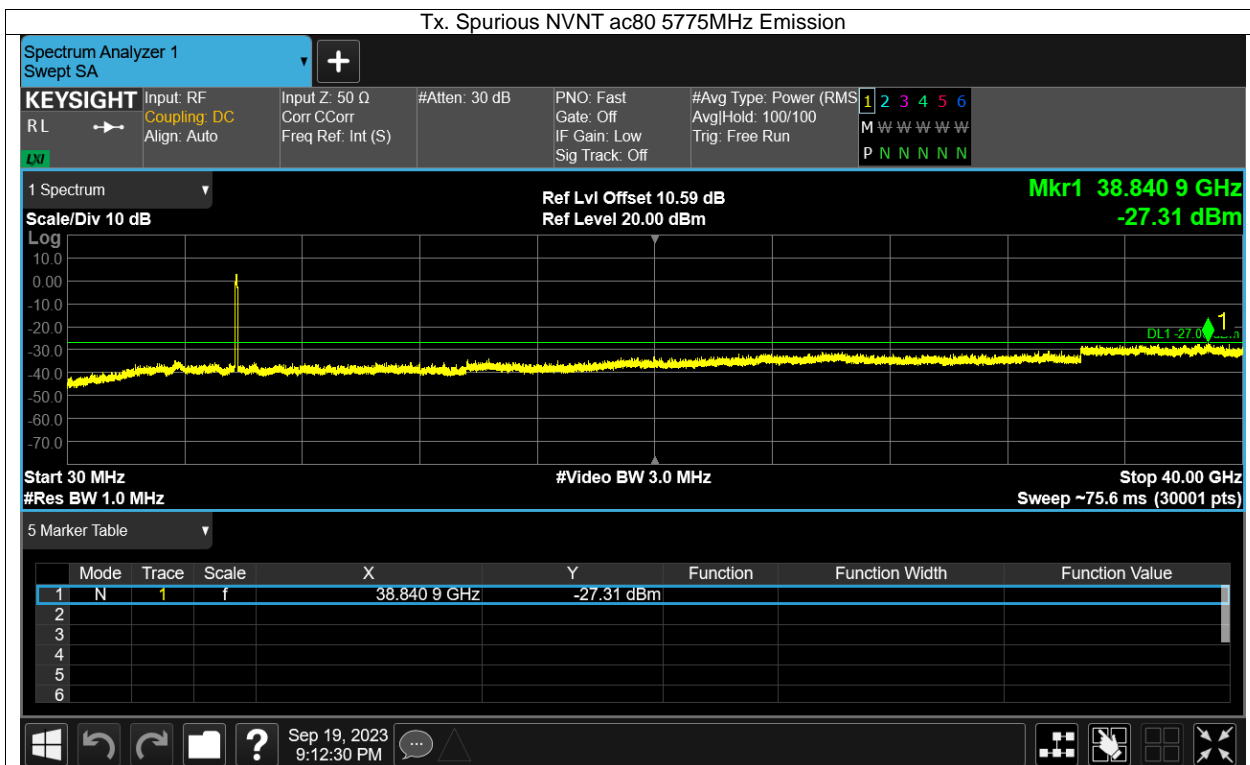 Tx. Spurious NVNT ac80 5775MHz Emission
Spectrum Analyzer 1
Swept SA
KEYSIGHT
RL
LXI
Input: RF
Coupling: DC
Align: Auto
Input Z: 50 Ω
Corr CCorr
Freq Ref: Int (S)
#Atten: 30 dB
PNO: Fast
Gate: Off
IF Gain: Low
Sig Track: Off
#Avg Type: Power (RMS
Avg|Hold: 100/100
Trig: Free Run
1 2 3 4 5 6
M W W W W W
P N N N N N
1 Spectrum
Scale/Div 10 dB
Ref Lvl Offset 10.59 dB
Ref Level 20.00 dBm
Mkr1 38.840 9 GHz
-27.31 dBm
Log
10.0
0.00
-10.0
-20.0
-30.0
-40.0
-50.0
-60.0
-70.0
1
DL1 -27.0
Start 30 MHz
#Res BW 1.0 MHz
#Video BW 3.0 MHz
Stop 40.00 GHz
Sweep ~75.6 ms (30001 pts)
5 Marker Table
Mode Trace Scale X Y Function Function Width Function Value
1 N 1 f 38.840 9 GHz -27.31 dBm
2
3
4
5
6
?
Sep 19, 2023
9:12:30 PM